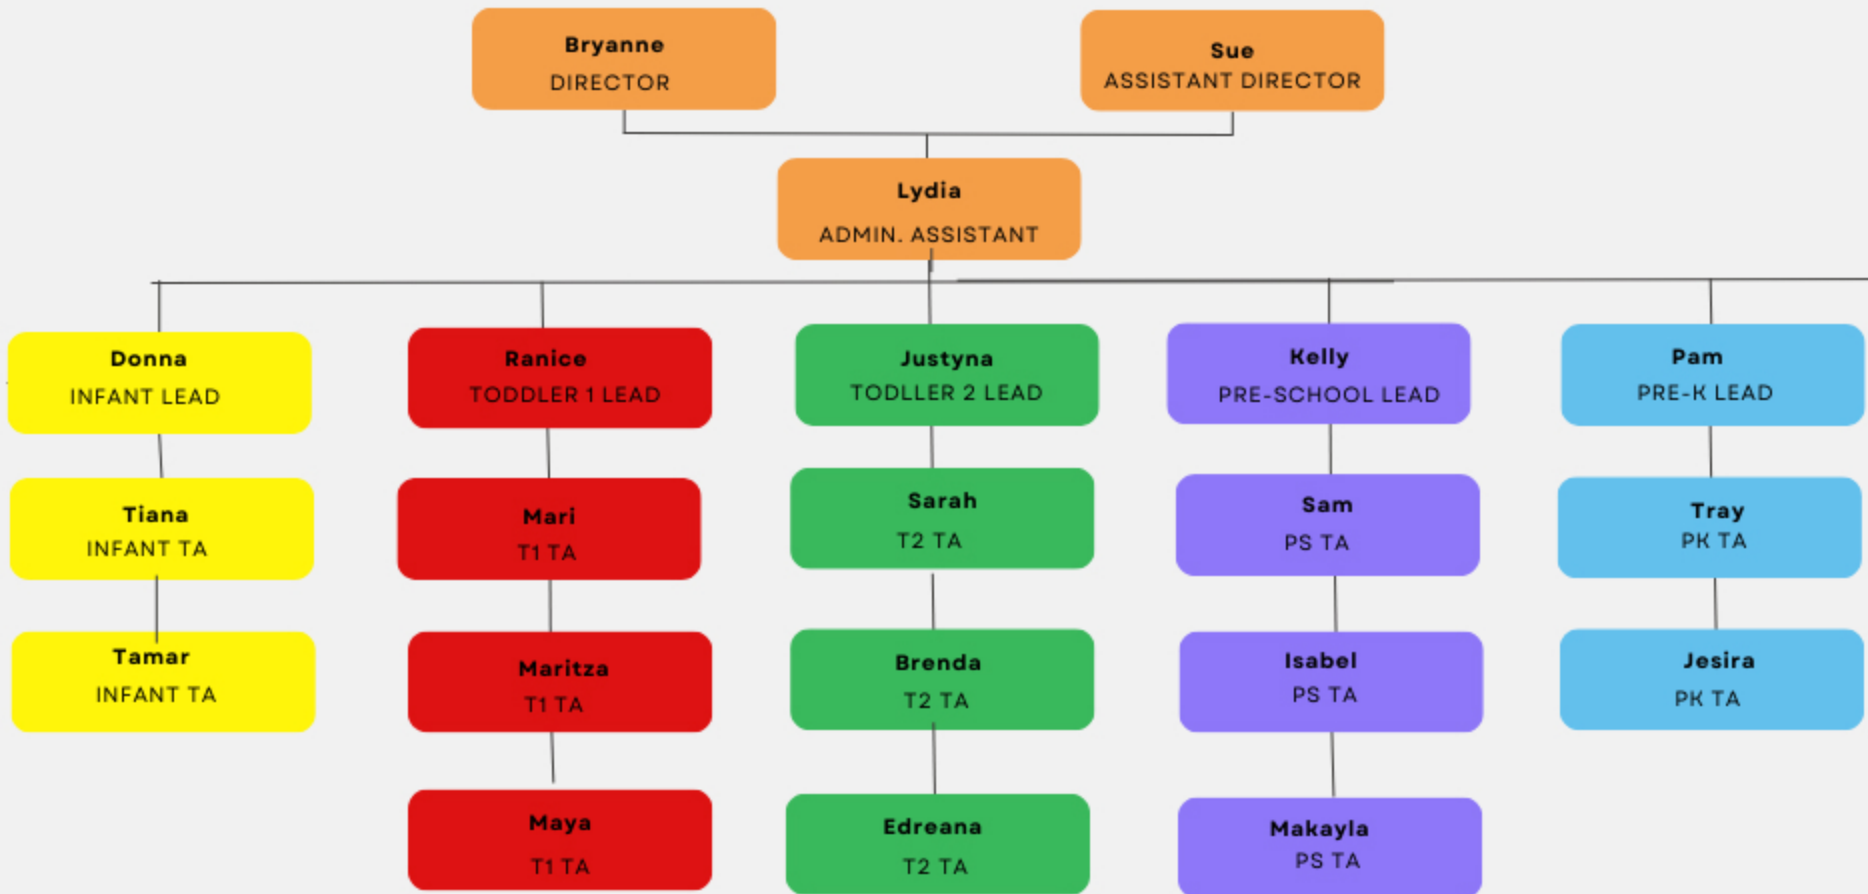 Bryanne
DIRECTOR
Sue
ASSISTANT DIRECTOR
Lydia
ADMIN. ASSISTANT
Donna
INFANT LEAD
Ranice
TODDLER 1 LEAD
Justyna
TODLLER 2 LEAD
Kelly
PRE-SCHOOL LEAD
Pam
PRE-K LEAD
Tiana
INFANT TA
Mari
T1 TA
Sarah
T2 TA
Sam
PS TA
Tray
PK TA
Tamar
INFANT TA
Maritza
T1 TA
Brenda
T2 TA
Isabel
PS TA
Jesira
PK TA
Maya
T1 TA
Edreana
T2 TA
Makayla
PS TA